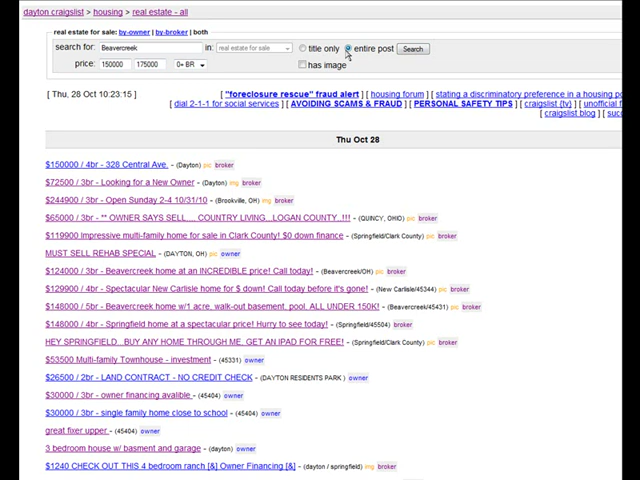 dayton craigslist > housing > real estate - all
real estate for sale: by-owner | by-broker | both
search for: Beavercreek in: real estate for sale title only entire post Search
price: 150000 175000 0+ BR has image
[ Thu, 28 Oct 10:23:15 ] [ "foreclosure rescue" fraud alert ] [ housing forum ] [ stating a discriminatory preference in a housing po
[ dial 2-1-1 for social services ] [ AVOIDING SCAMS & FRAUD ] [ PERSONAL SAFETY TIPS ] [ craigslist (tv) ] [ unofficial f
[ craigslist blog ] [ suc
Thu Oct 28
$150000 / 4br - 328 Central Ave. - (Dayton) pic broker
$72500 / 3br - Looking for a New Owner - (Dayton) img broker
$244900 / 3br - Open Sunday 2-4 10/31/10 - (Brookville, OH) img broker
$65000 / 3br - ** OWNER SAYS SELL.... COUNTRY LIVING...LOGAN COUNTY..!!! - (QUINCY, OHIO) pic broker
$119900 Impressive multi-family home for sale in Clark County! $0 down finance - (Springfield/Clark County) pic broker
MUST SELL REHAB SPECIAL - (DAYTON, OH) pic owner
$124000 / 3br - Beavercreek home at an INCREDIBLE price! Call today! - (Beavercreek/OH) pic broker
$129900 / 4br - Spectacular New Carlisle home for $ down! Call today before it's gone! - (New Carlisle/45344) pic broker
$148000 / 5br - Beavercreek home w/1 acre, walk-out basement, pool, ALL UNDER 150K! - (Beavercreek/45431) pic broker
$148000 / 4br - Springfield home at a spectacular price! Hurry to see today! - (Springfield/45504) broker
HEY SPRINGFIELD...BUY ANY HOME THROUGH ME, GET AN IPAD FOR FREE! - (Springfield/Clark County) pic broker
$53500 Multi-family Townhouse - investment - (45331) owner
$26500 / 2br - LAND CONTRACT - NO CREDIT CHECK - (DAYTON RESIDENTS PARK ) owner
$30000 / 3br - owner financing avalible - (45404) owner
$30000 / 3br - single family home close to school - (45404) owner
great fixer upper - (45404) owner
3 bedroom house w/ basment and garage - (dayton) owner
$1240 CHECK OUT THIS 4 bedroom ranch [&] Owner Financing [&] - (dayton / springfield) img broker